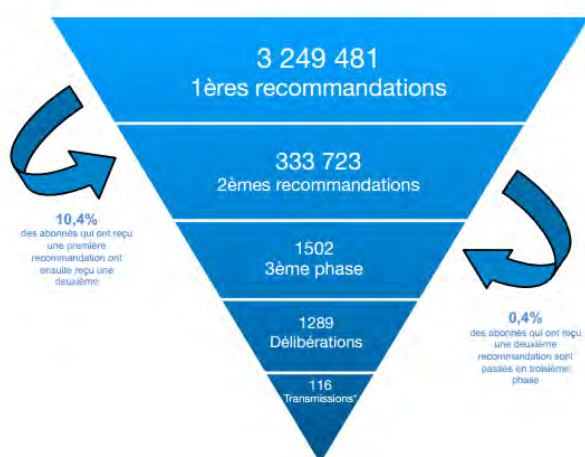 3 249 481
1ères recommandations
333 723
2èmes recommandations
10,4%
des abonnés qui ont reçu
une première
recommandation ont
ensuite reçu une
deuxième
1502
3ème phase
1289
Délibérations
0,4%
des abonnés qui ont reçu
une deuxième
recommandation sont
passés en troisième
phase
116
Transmissions*